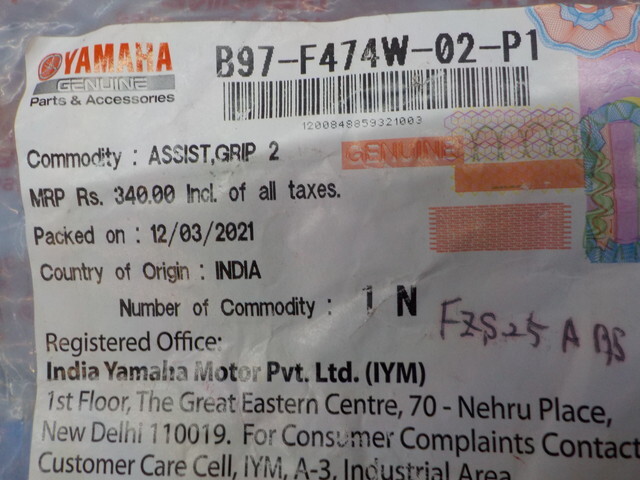 YAMAHA
GENUINE
Parts & Accessories
B97-F474W-02-P1
1200848859321003
Commodity : ASSIST,GRIP 2
GENUINE
MRP Rs. 340.00 Incl. of all taxes.
Packed on : 12/03/2021
Country of Origin : INDIA
Number of Commodity : 1 N
FZS25 ABS
Registered Office:
India Yamaha Motor Pvt. Ltd. (IYM)
1st Floor, The Great Eastern Centre, 70 - Nehru Place,
New Delhi 110019. For Consumer Complaints Contact
Customer Care Cell, IYM, A-3, Industrial Area